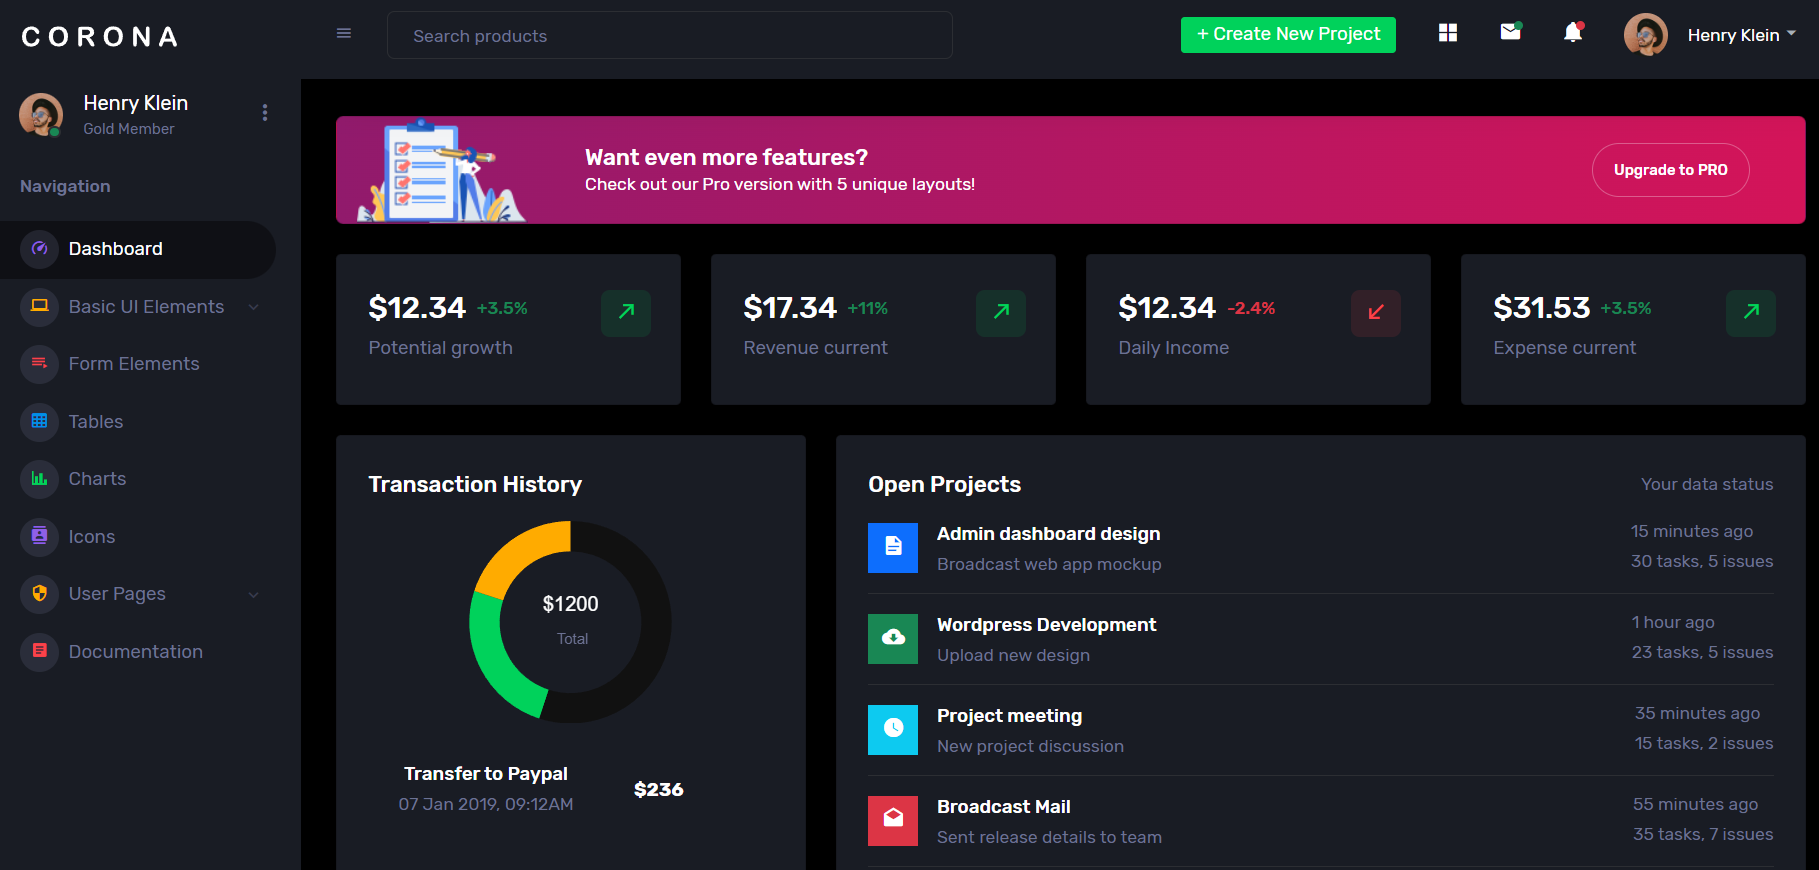 CORONA
Search products
+ Create New Project
Henry Klein
Henry Klein
Gold Member
Navigation
Dashboard
Basic UI Elements
Form Elements
Tables
Charts
Icons
User Pages
Documentation
Want even more features?
Check out our Pro version with 5 unique layouts!
Upgrade to PRO
$12.34 +3.5%
Potential growth
$17.34 +11%
Revenue current
$12.34 -2.4%
Daily Income
$31.53 +3.5%
Expense current
Transaction History
$1200
Total
Transfer to Paypal
07 Jan 2019, 09:12AM
$236
Open Projects
Your data status
Admin dashboard design
Broadcast web app mockup
15 minutes ago
30 tasks, 5 issues
Wordpress Development
Upload new design
1 hour ago
23 tasks, 5 issues
Project meeting
New project discussion
35 minutes ago
15 tasks, 2 issues
Broadcast Mail
Sent release details to team
55 minutes ago
35 tasks, 7 issues